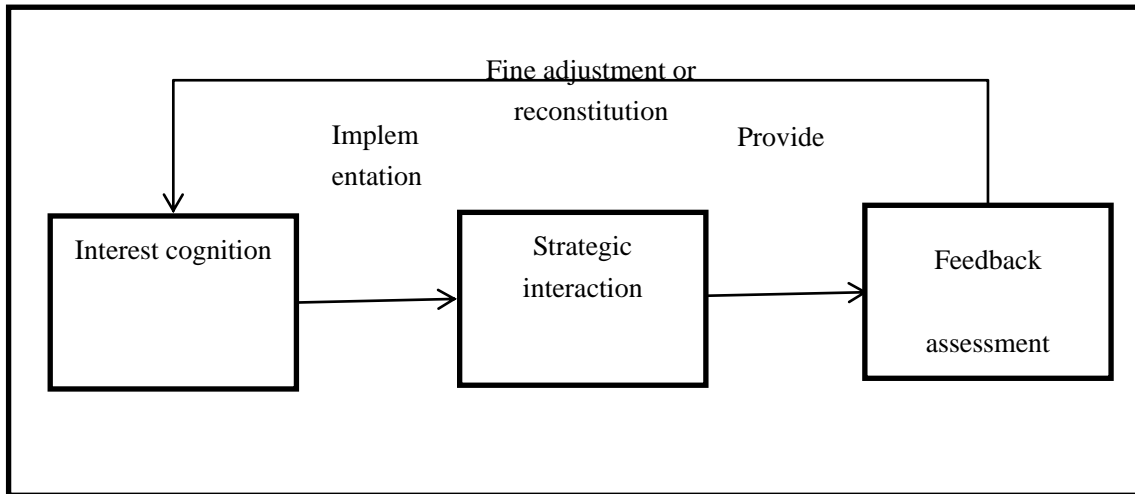 Fine adjustment or
reconstitution
Implem
entation
Provide
Interest cognition
Strategic
interaction
Feedback
assessment